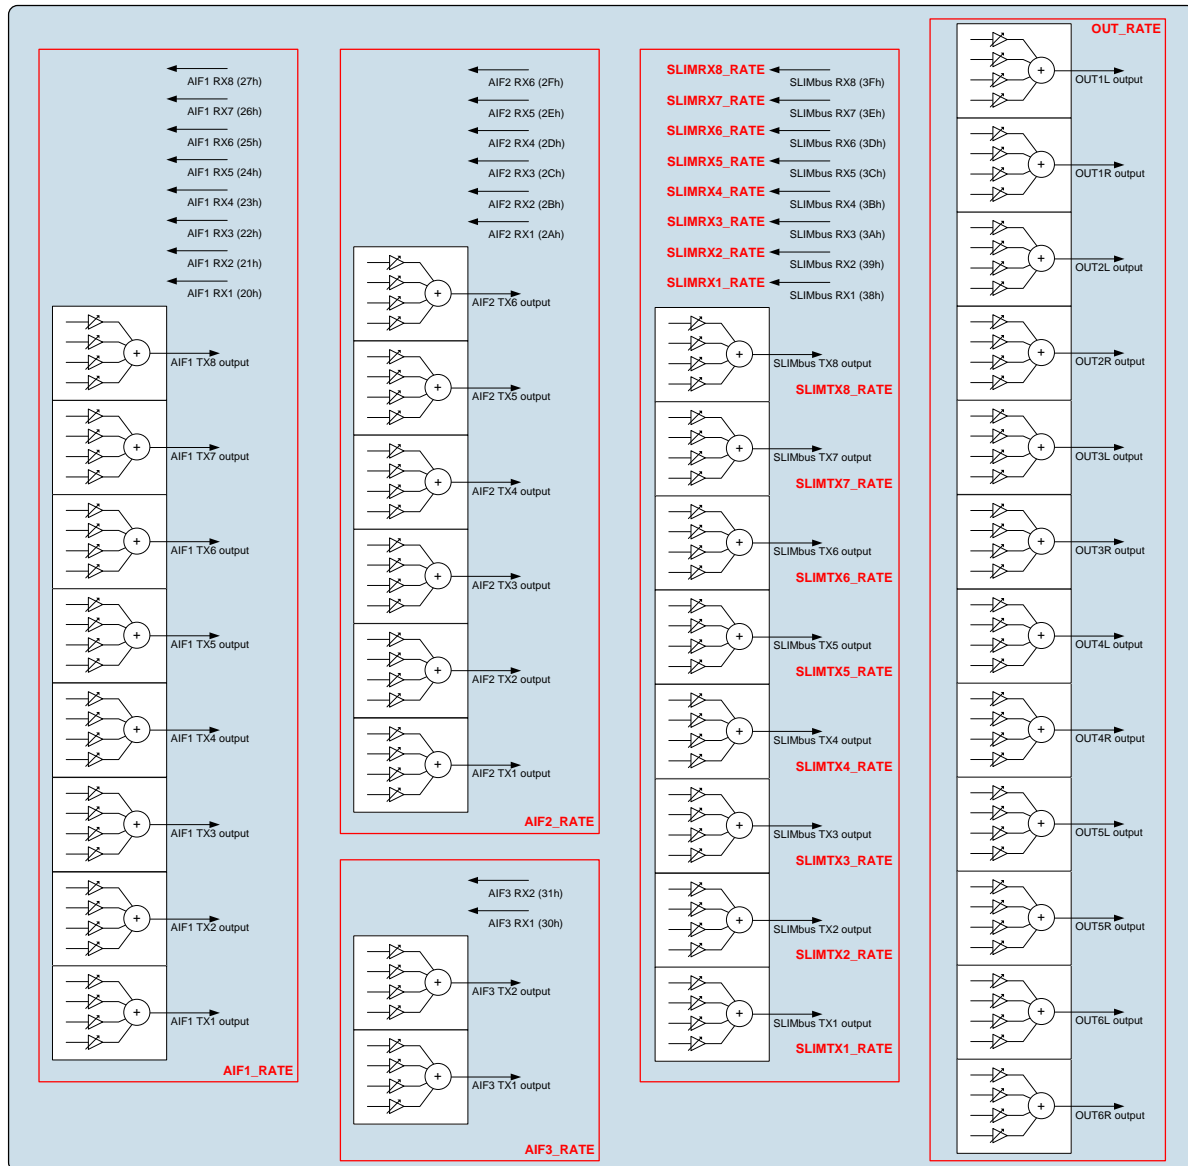 AIF1 RX8 (27h)
AIF1 RX7 (26h)
AIF1 RX6 (25h)
AIF1 RX5 (24h)
AIF1 RX4 (23h)
AIF1 RX3 (22h)
AIF1 RX2 (21h)
AIF1 RX1 (20h)
+ AIF1 TX8 output
+ AIF1 TX7 output
+ AIF1 TX6 output
+ AIF1 TX5 output
+ AIF1 TX4 output
+ AIF1 TX3 output
+ AIF1 TX2 output
+ AIF1 TX1 output
AIF1_RATE
AIF2 RX6 (2Fh)
AIF2 RX5 (2Eh)
AIF2 RX4 (2Dh)
AIF2 RX3 (2Ch)
AIF2 RX2 (2Bh)
AIF2 RX1 (2Ah)
+ AIF2 TX6 output
+ AIF2 TX5 output
+ AIF2 TX4 output
+ AIF2 TX3 output
+ AIF2 TX2 output
+ AIF2 TX1 output
AIF2_RATE
AIF3 RX2 (31h)
AIF3 RX1 (30h)
+ AIF3 TX2 output
+ AIF3 TX1 output
AIF3_RATE
SLIMRX8_RATE SLIMbus RX8 (3Fh)
SLIMRX7_RATE SLIMbus RX7 (3Eh)
SLIMRX6_RATE SLIMbus RX6 (3Dh)
SLIMRX5_RATE SLIMbus RX5 (3Ch)
SLIMRX4_RATE SLIMbus RX4 (3Bh)
SLIMRX3_RATE SLIMbus RX3 (3Ah)
SLIMRX2_RATE SLIMbus RX2 (39h)
SLIMRX1_RATE SLIMbus RX1 (38h)
+ SLIMbus TX8 output
SLIMTX8_RATE
+ SLIMbus TX7 output
SLIMTX7_RATE
+ SLIMbus TX6 output
SLIMTX6_RATE
+ SLIMbus TX5 output
SLIMTX5_RATE
+ SLIMbus TX4 output
SLIMTX4_RATE
+ SLIMbus TX3 output
SLIMTX3_RATE
+ SLIMbus TX2 output
SLIMTX2_RATE
+ SLIMbus TX1 output
SLIMTX1_RATE
OUT_RATE
+ OUT1L output
+ OUT1R output
+ OUT2L output
+ OUT2R output
+ OUT3L output
+ OUT3R output
+ OUT4L output
+ OUT4R output
+ OUT5L output
+ OUT5R output
+ OUT6L output
+ OUT6R output